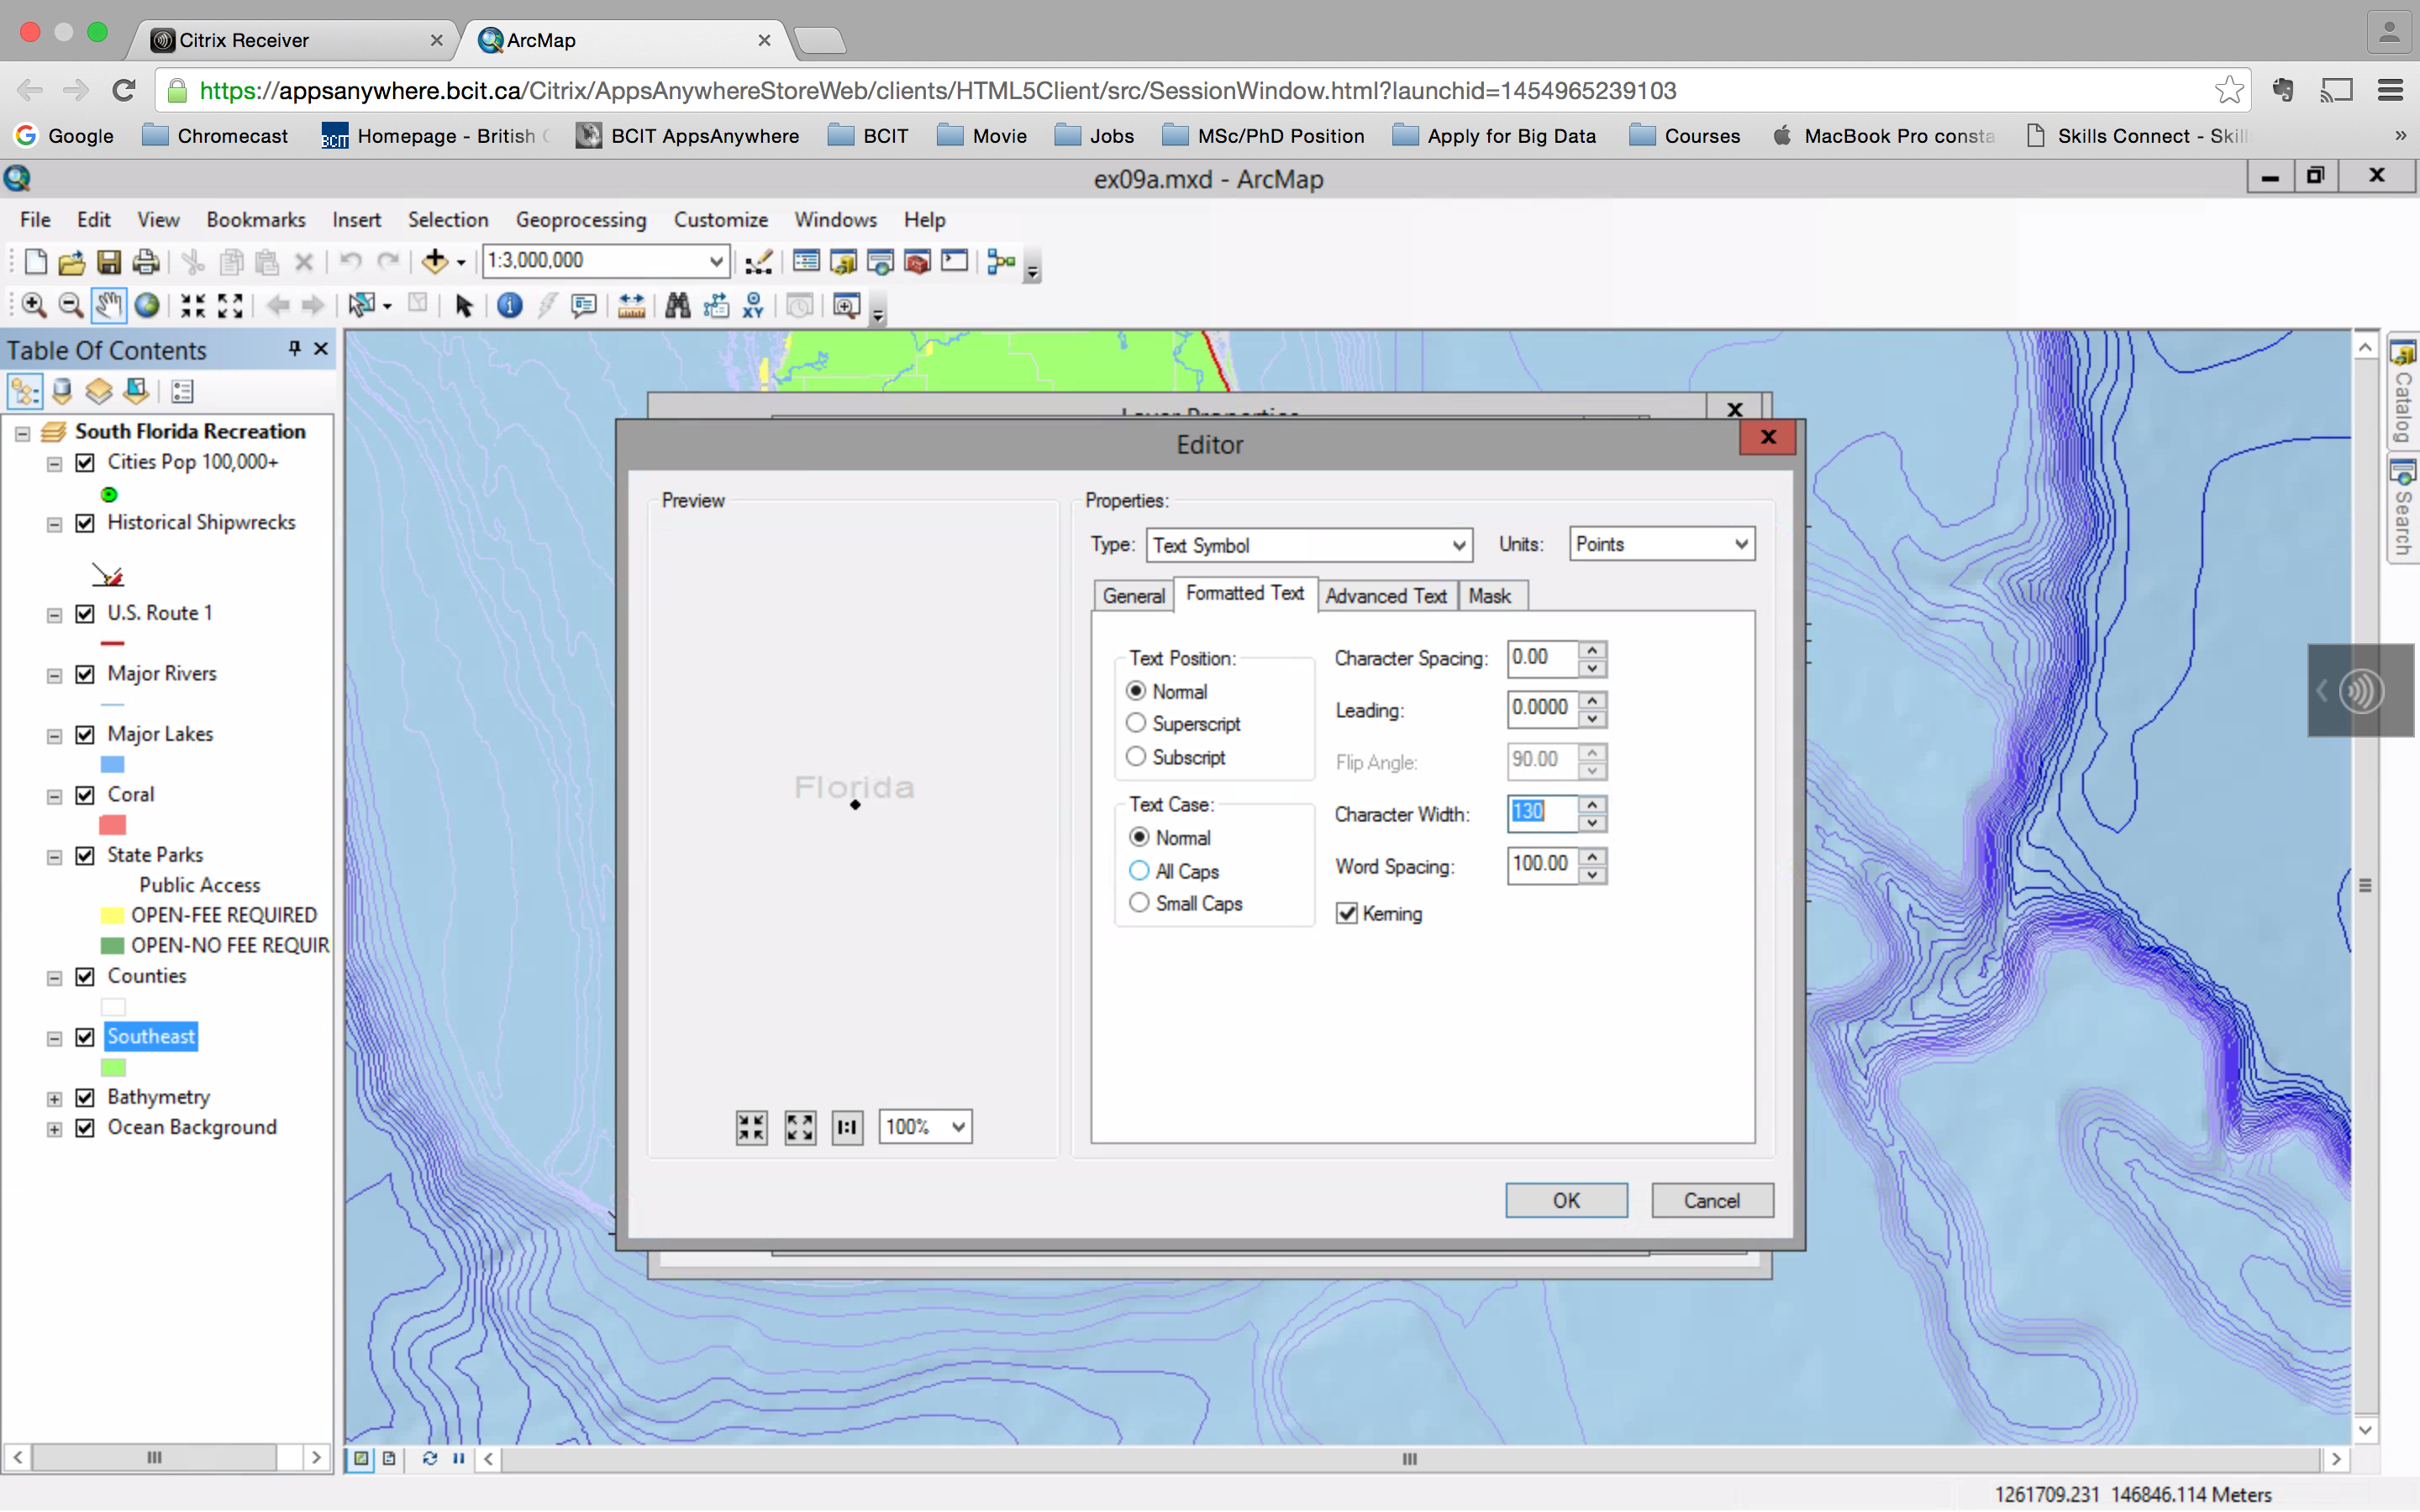 Citrix Receiver
ArcMap
https://appsanywhere.bcit.ca/Citrix/AppsAnywhereStoreWeb/clients/HTML5Client/src/SessionWindow.html?launchid=1454965239103
Google
Chromecast
BCIT
Homepage - British
BCIT AppsAnywhere
BCIT
Movie
Jobs
MSc/PhD Position
Apply for Big Data
Courses
MacBook Pro consta
Skills Connect - Skil
»
ex09a.mxd - ArcMap
File Edit View Bookmarks Insert Selection Geoprocessing Customize Windows Help
1:3,000,000
XY
Table Of Contents
South Florida Recreation
Cities Pop 100,000+
Historical Shipwrecks
U.S. Route 1
Major Rivers
Major Lakes
Coral
State Parks
Public Access
OPEN-FEE REQUIRED
OPEN-NO FEE REQUIR
Counties
Southeast
Bathymetry
Ocean Background
Layer Properties
Editor
Preview
Florida
100%
Properties:
Type: Text Symbol Units: Points
General Formatted Text Advanced Text Mask
Text Position:
Normal
Superscript
Subscript
Text Case:
Normal
All Caps
Small Caps
Character Spacing: 0.00
Leading: 0.0000
Flip Angle: 90.00
Character Width: 130
Word Spacing: 100.00
Kerning
OK Cancel
Catalog
Search
1261709.231 146846.114 Meters